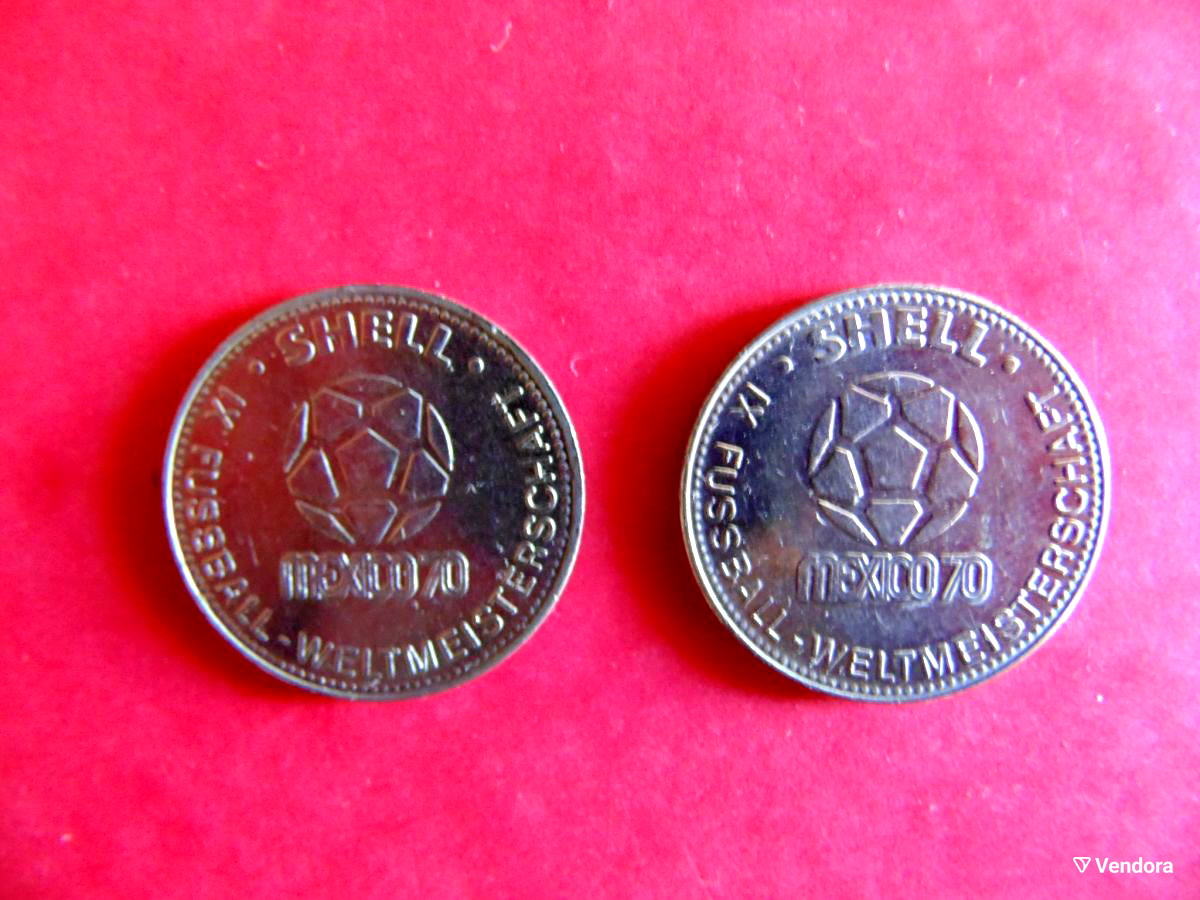 · SHELL ·
IX FUSSBALL-WELTMEISTERSCHAFT
MEXICO 70
· SHELL ·
IX FUSSBALL-WELTMEISTERSCHAFT
MEXICO 70
Vendora